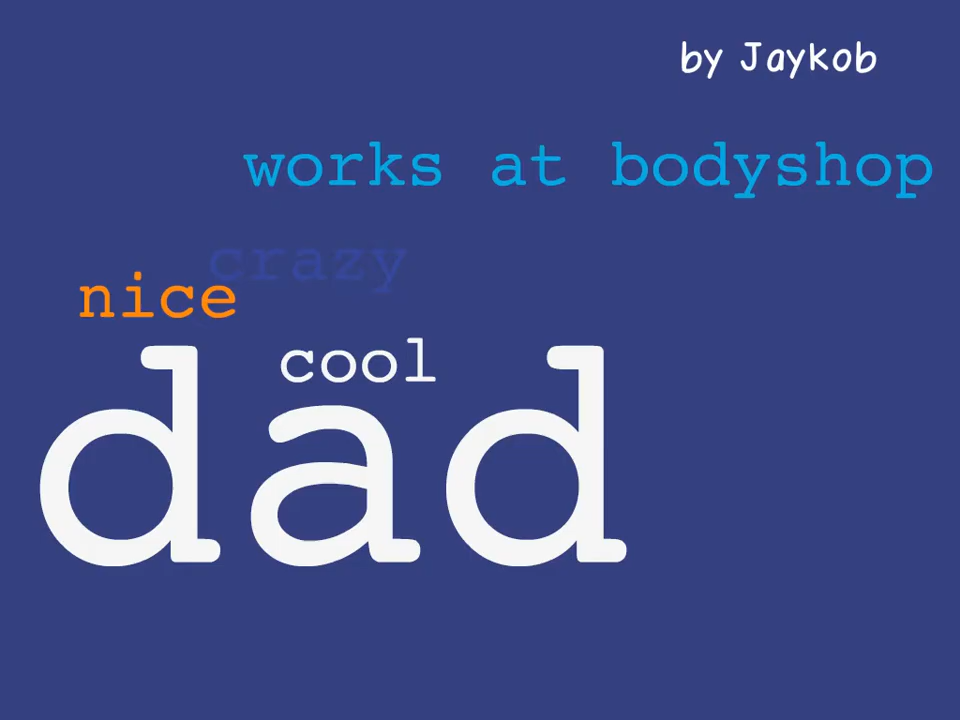 by Jaykob
works at bodyshop
crazy
nice
cool
dad